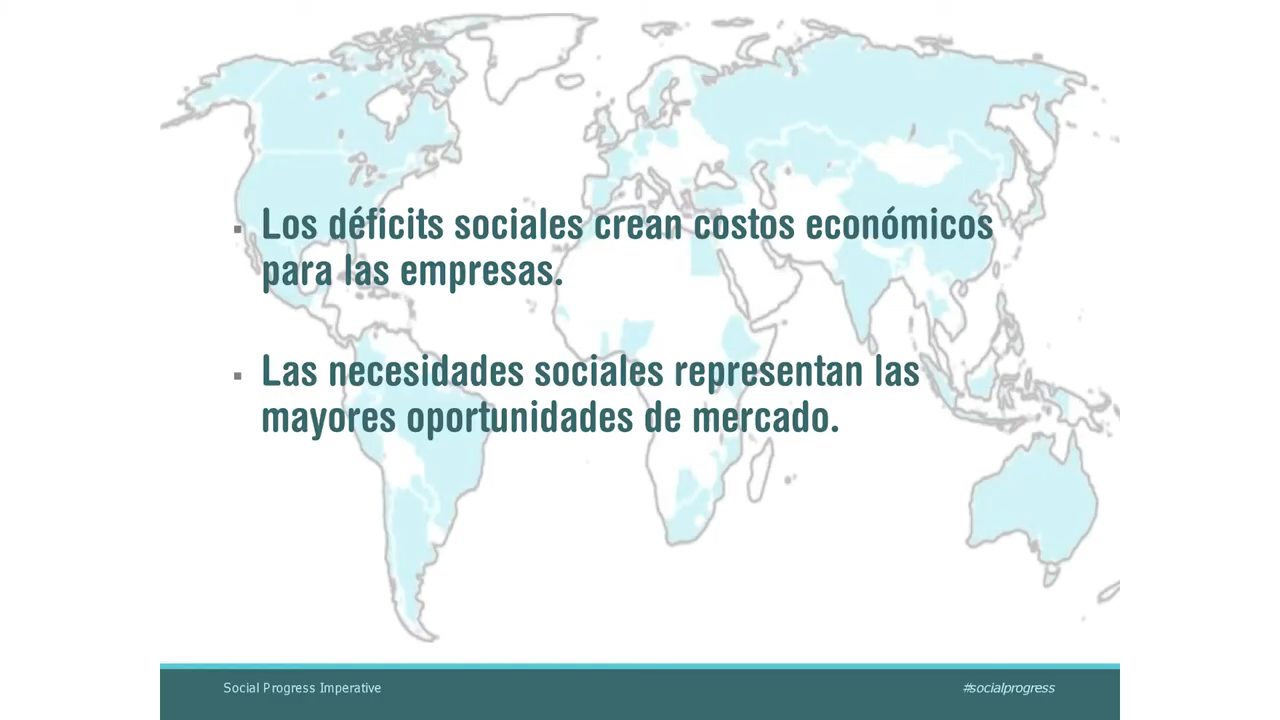 ▪ Los déficits sociales crean costos económicos
para las empresas.
▪ Las necesidades sociales representan las
mayores oportunidades de mercado.
Social Progress Imperative
#socialprogress